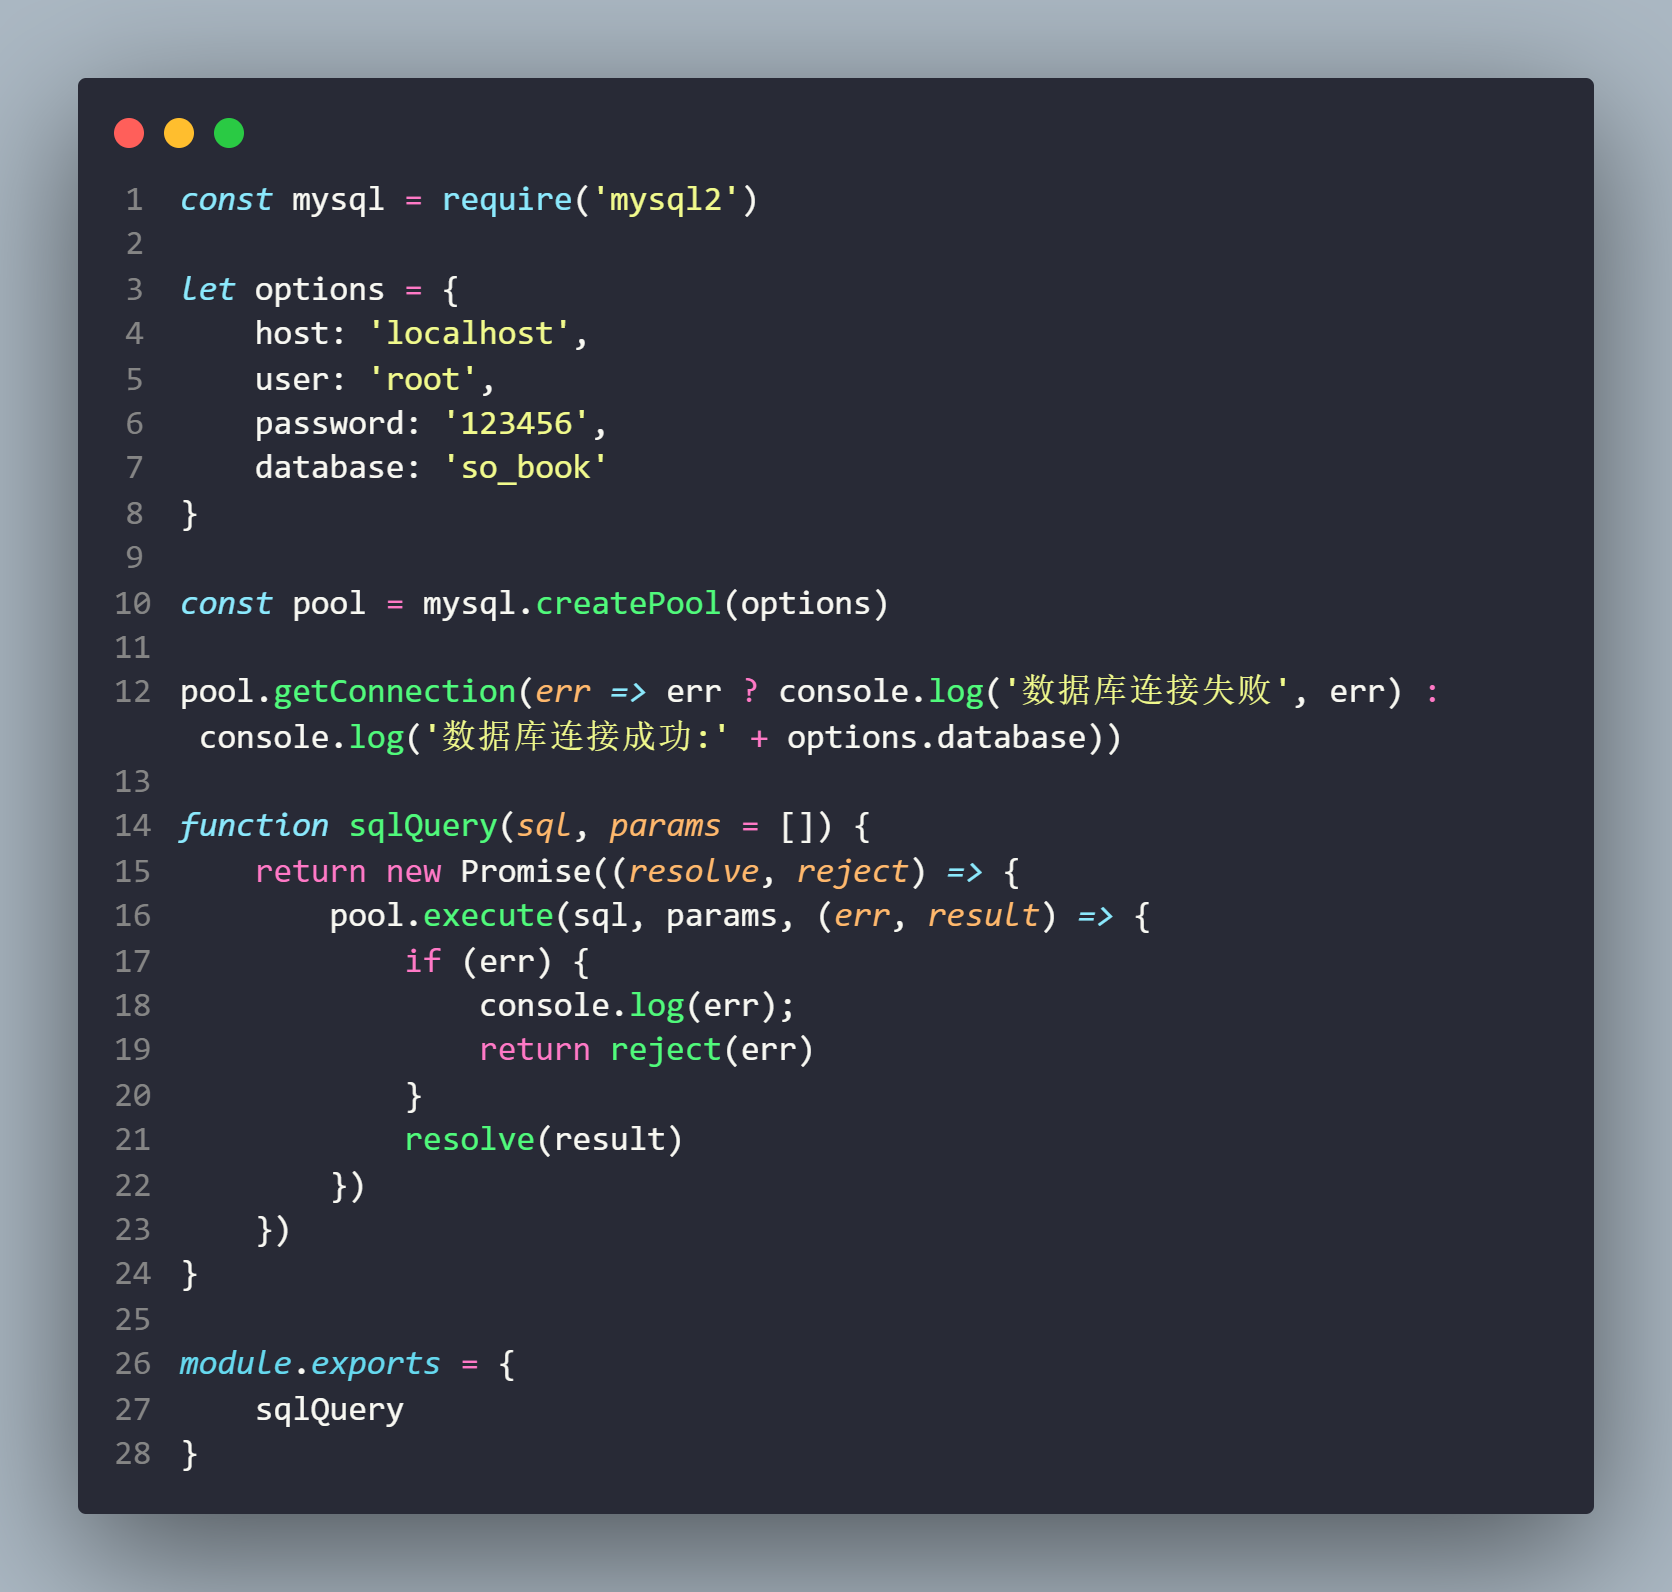 1 const mysql = require('mysql2')
2
3 let options = {
4     host: 'localhost',
5     user: 'root',
6     password: '123456',
7     database: 'so_book'
8 }
9
10 const pool = mysql.createPool(options)
11
12 pool.getConnection(err => err ? console.log('数据库连接失败', err) :
 console.log('数据库连接成功:' + options.database))
13
14 function sqlQuery(sql, params = []) {
15     return new Promise((resolve, reject) => {
16         pool.execute(sql, params, (err, result) => {
17             if (err) {
18                 console.log(err);
19                 return reject(err)
20             }
21             resolve(result)
22         })
23     })
24 }
25
26 module.exports = {
27     sqlQuery
28 }